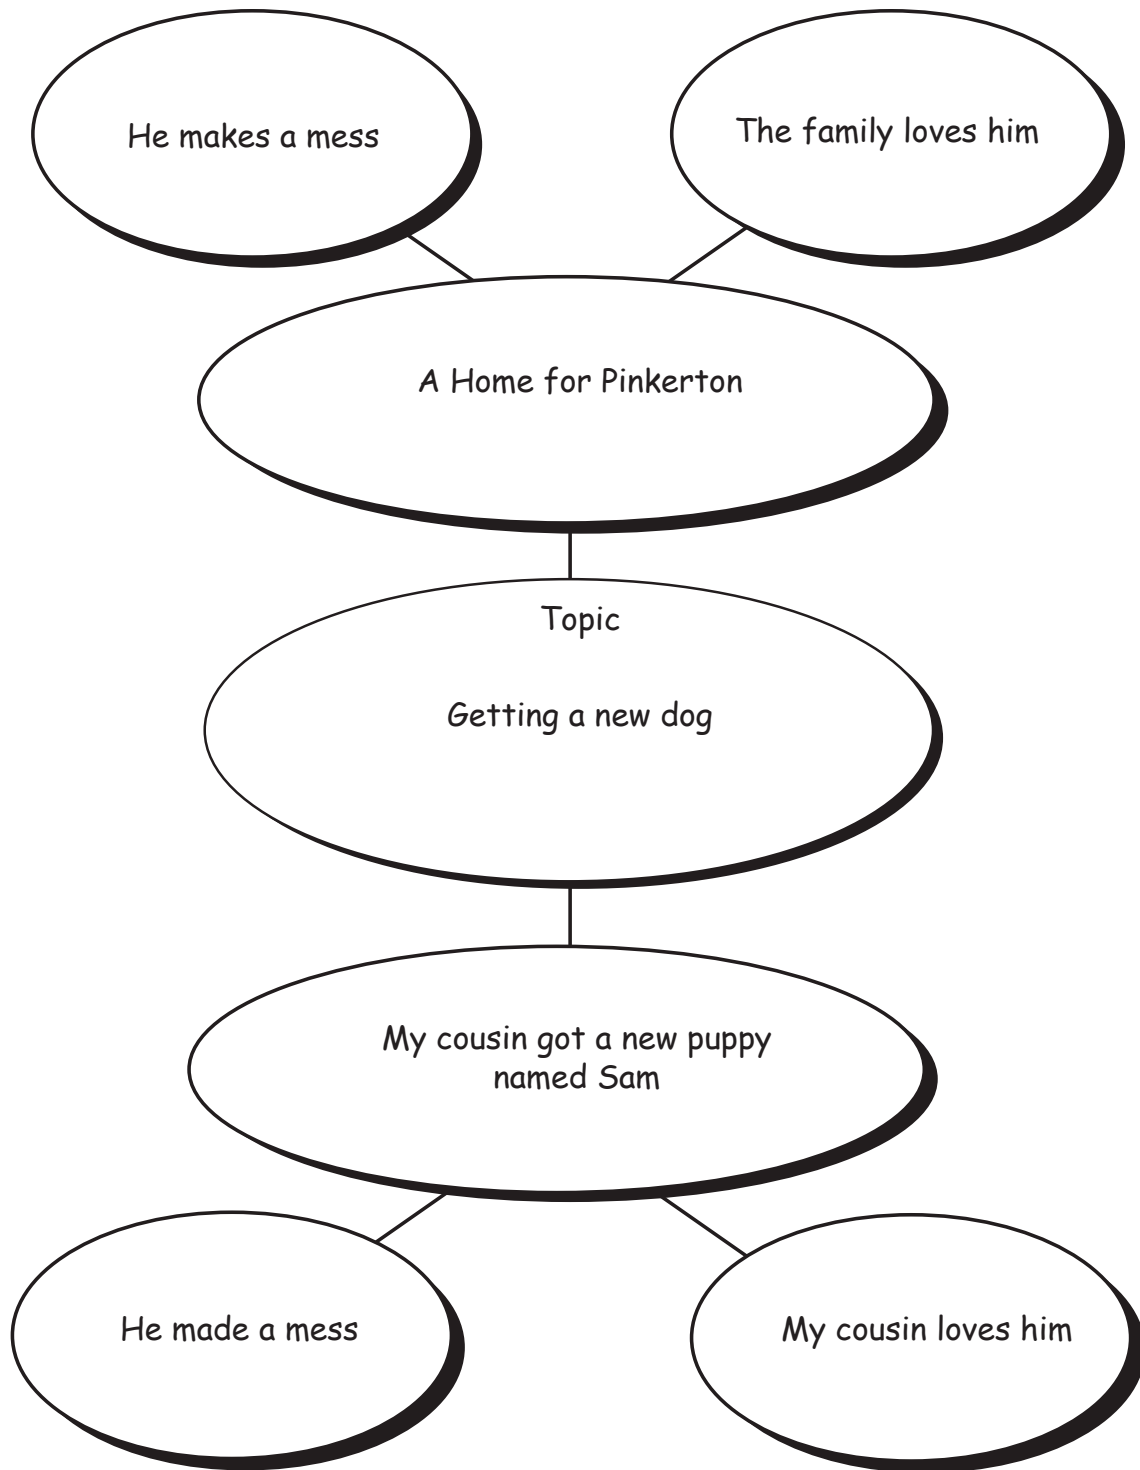 He makes a mess
The family loves him
A Home for Pinkerton
Topic
Getting a new dog
My cousin got a new puppy
named Sam
He made a mess
My cousin loves him